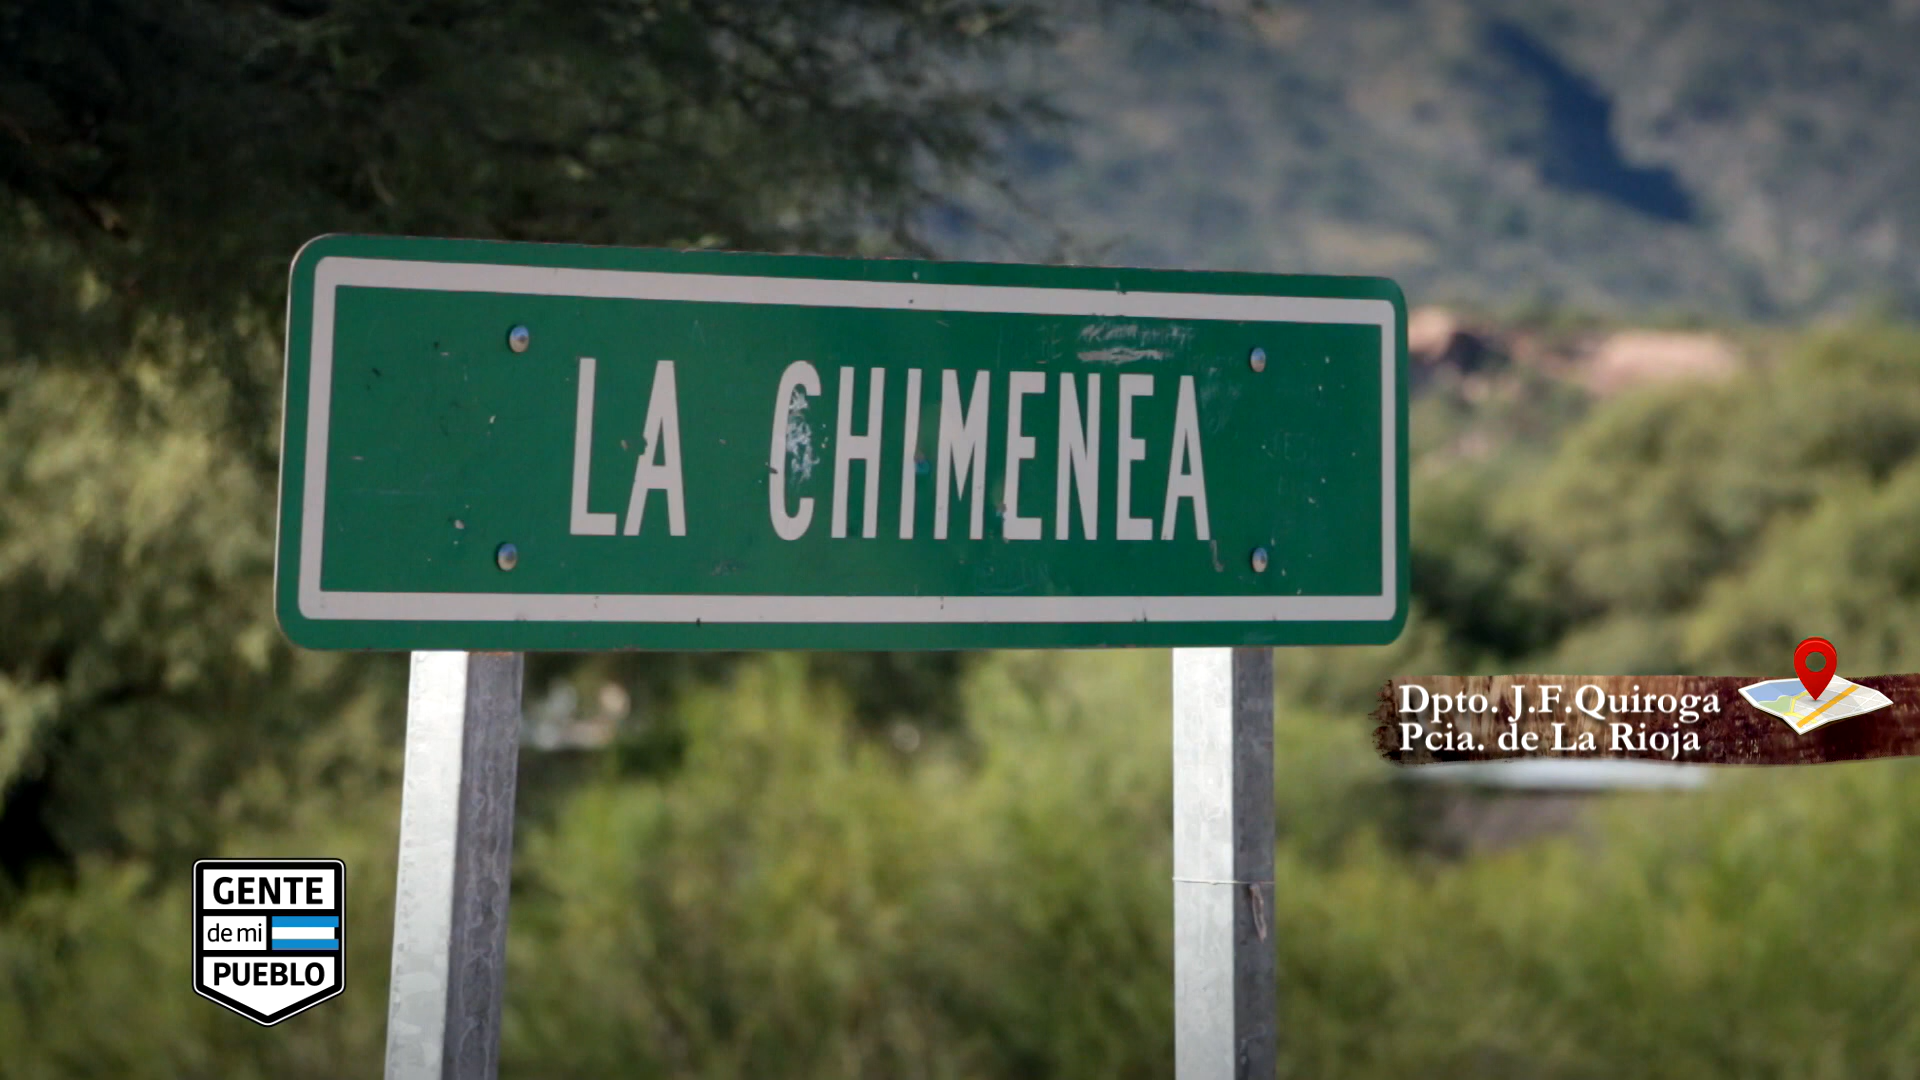 LA CHIMENEA
Dpto. J.F.Quiroga
Pcia. de La Rioja
GENTE
de mi
PUEBLO